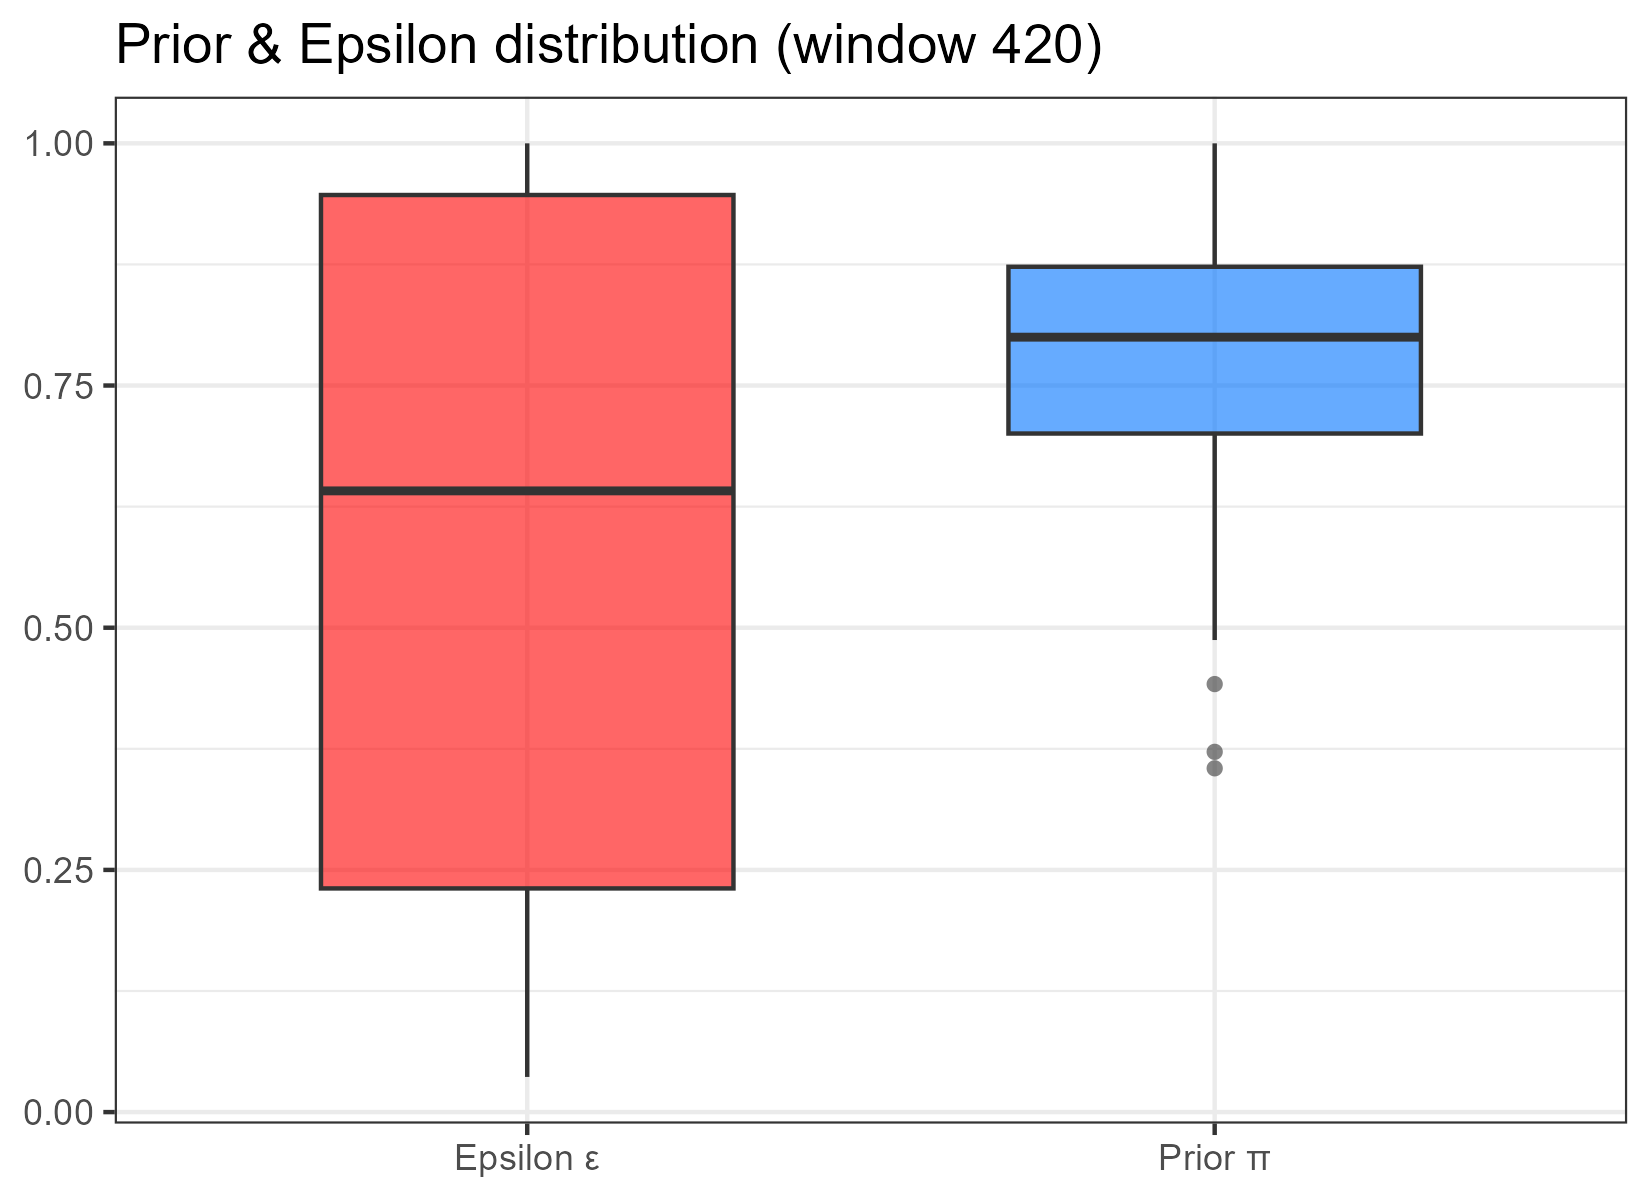 Prior & Epsilon distribution (window 420)
1.00
0.75
0.50
0.25
0.00
Epsilon ε
Prior π